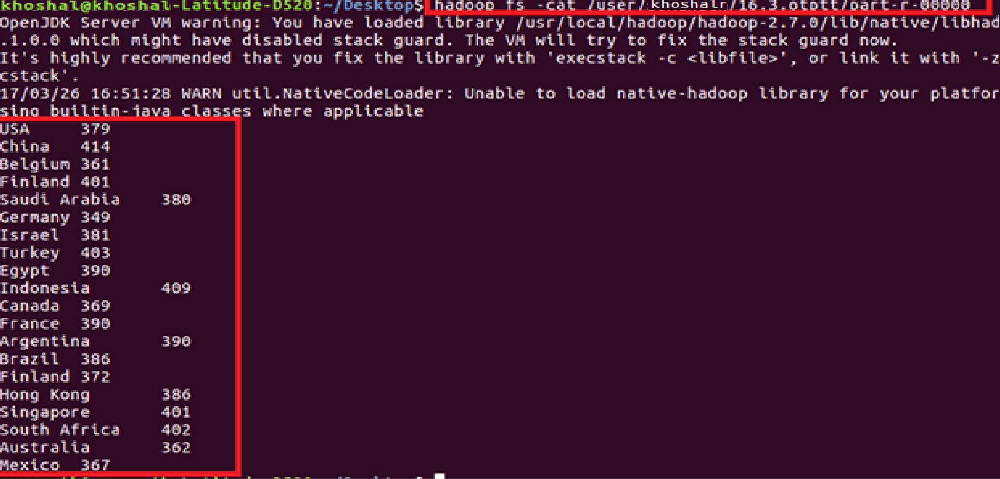 khoshal@khoshal-Latitude-D520:~/Desktop$ hadoop fs -cat /user/khoshalr/16.3.otptt/part-r-00000
OpenJDK Server VM warning: You have loaded library /usr/local/hadoop/hadoop-2.7.0/lib/native/libhad
.1.0.0 which might have disabled stack guard. The VM will try to fix the stack guard now.
It's highly recommended that you fix the library with 'execstack -c <libfile>', or link it with '-z
cstack'.
17/03/26 16:51:28 WARN util.NativeCodeLoader: Unable to load native-hadoop library for your platfor
sing builtin-java classes where applicable
USA 379
China 414
Belgium 361
Finland 401
Saudi Arabia 380
Germany 349
Israel 381
Turkey 403
Egypt 390
Indonesia 409
Canada 369
France 390
Argentina 390
Brazil 386
Finland 372
Hong Kong 386
Singapore 401
South Africa 402
Australia 362
Mexico 367